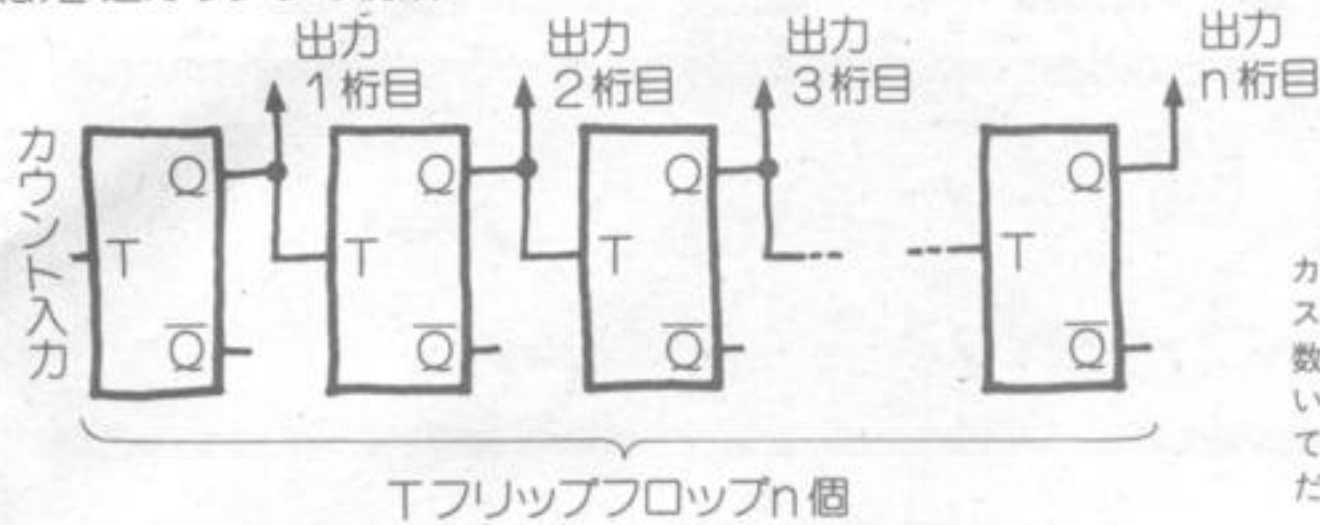 出力
1桁目
出力
2桁目
出力
3桁目
出力
n桁目
カウント入力
T
Q
Q̅
T
Q
Q̅
T
Q
Q̅
T
Q
Q̅
Tフリップフロップn個
カ
ス
数
い
て
だ